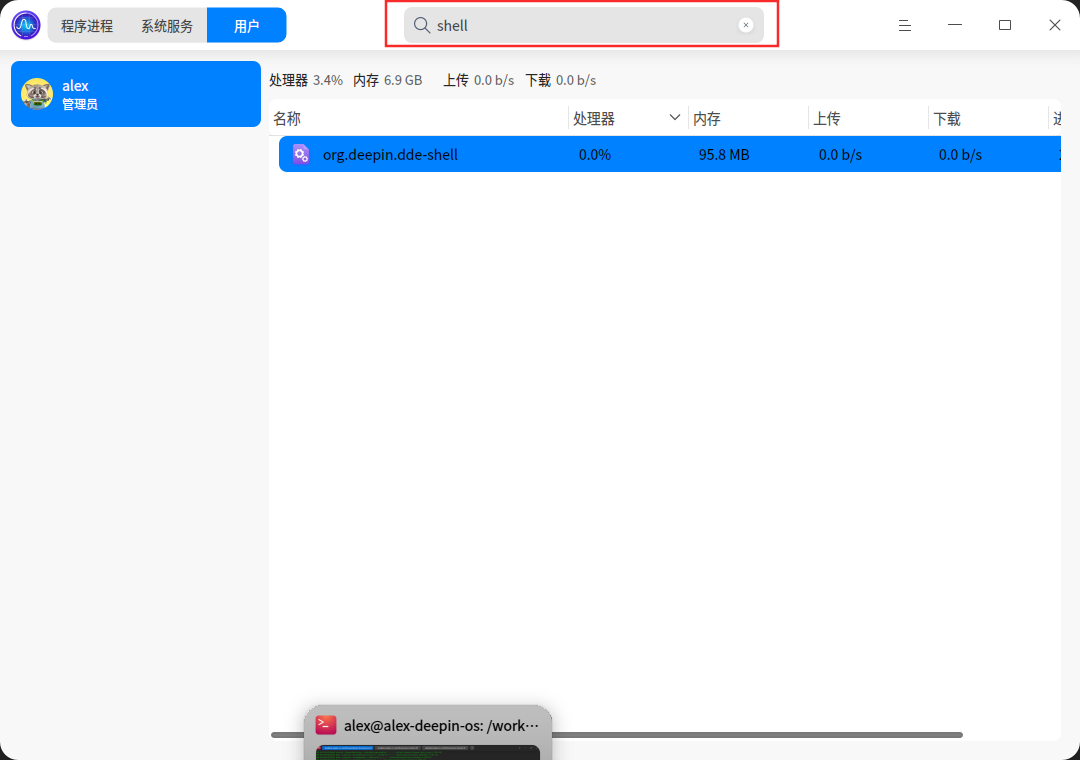 程序进程 系统服务 用户 shell
alex
管理员
处理器 3.4% 内存 6.9 GB 上传 0.0 b/s 下载 0.0 b/s
名称 处理器 内存 上传 下载
org.deepin.dde-shell 0.0% 95.8 MB 0.0 b/s 0.0 b/s
alex@alex-deepin-os: /work···